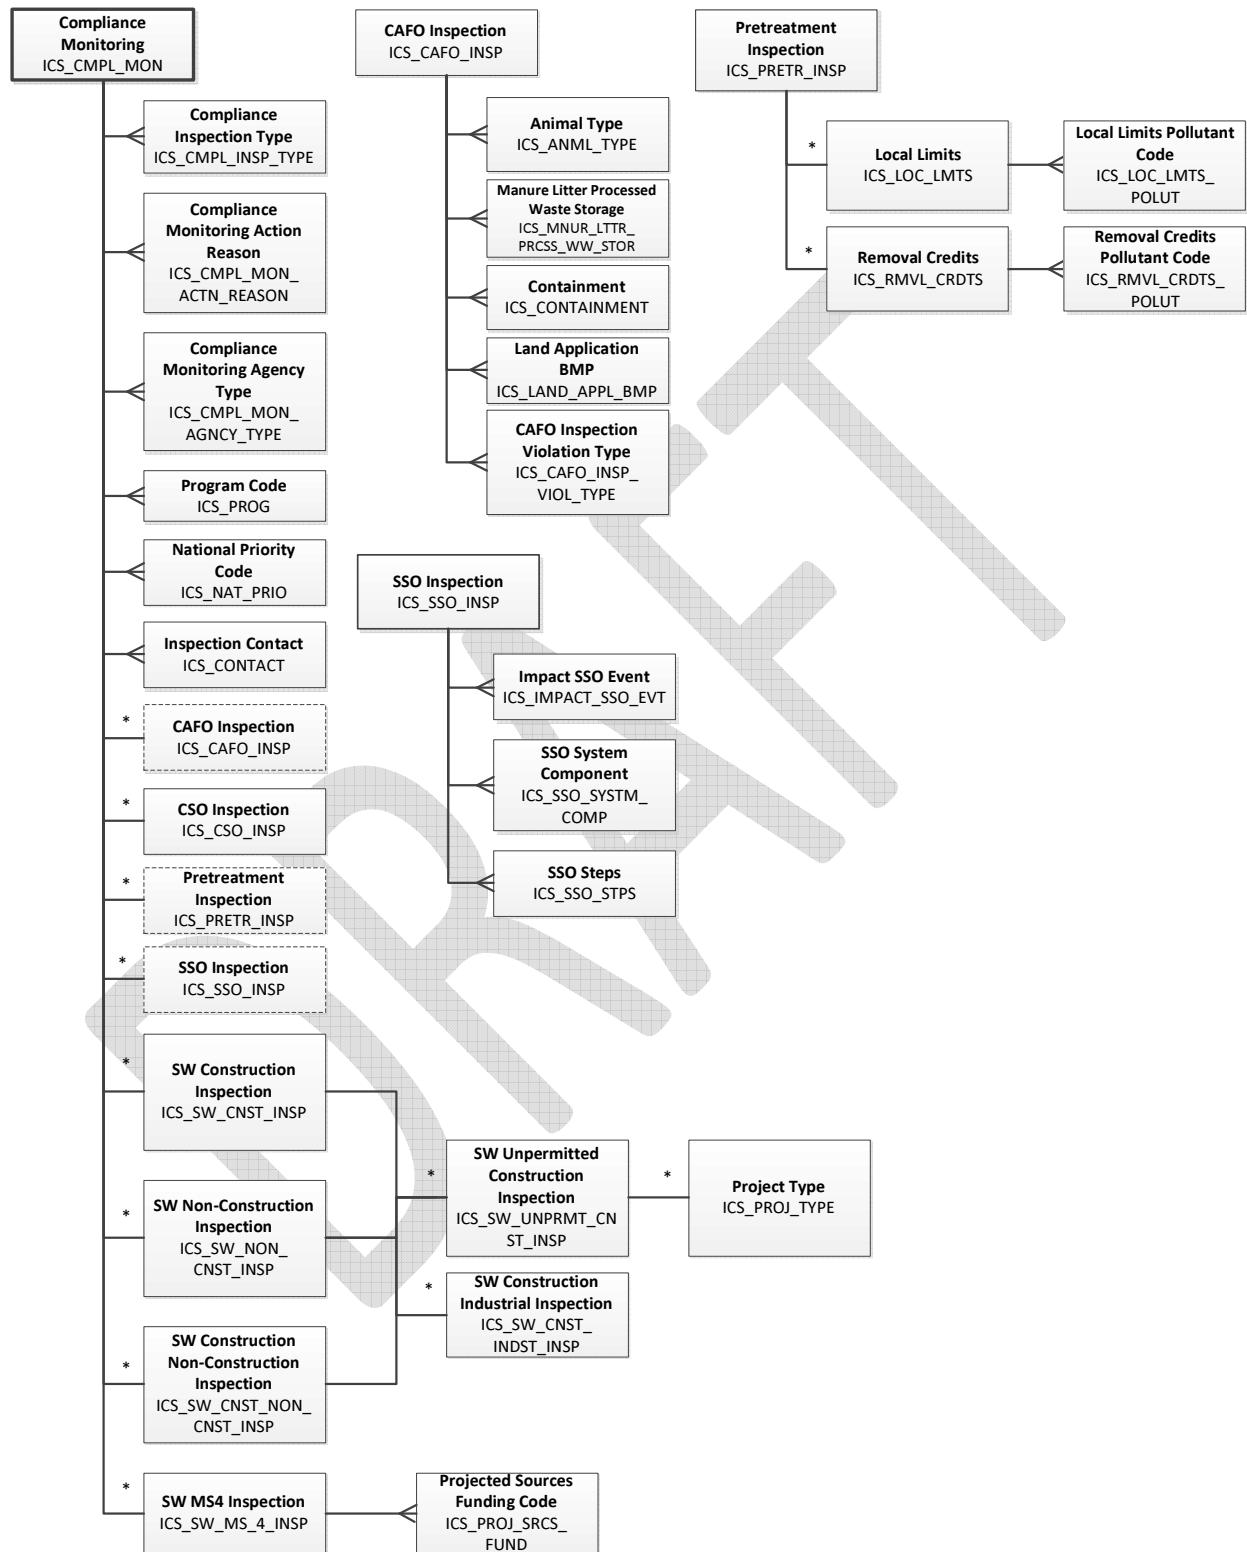 Compliance
Monitoring
ICS_CMPL_MON
Compliance
Inspection Type
ICS_CMPL_INSP_TYPE
Compliance
Monitoring Action
Reason
ICS_CMPL_MON_
ACTN_REASON
Compliance
Monitoring Agency
Type
ICS_CMPL_MON_
AGNCY_TYPE
Program Code
ICS_PROG
National Priority
Code
ICS_NAT_PRIO
Inspection Contact
ICS_CONTACT
*
CAFO Inspection
ICS_CAFO_INSP
*
CSO Inspection
ICS_CSO_INSP
*
Pretreatment
Inspection
ICS_PRETR_INSP
*
SSO Inspection
ICS_SSO_INSP
*
SW Construction
Inspection
ICS_SW_CNST_INSP
*
SW Non-Construction
Inspection
ICS_SW_NON_
CNST_INSP
*
SW Construction
Non-Construction
Inspection
ICS_SW_CNST_NON_
CNST_INSP
*
SW MS4 Inspection
ICS_SW_MS_4_INSP
Projected Sources
Funding Code
ICS_PROJ_SRCS_
FUND
*
SW Unpermitted
Construction
Inspection
ICS_SW_UNPRMT_CN
ST_INSP
*
Project Type
ICS_PROJ_TYPE
*
SW Construction
Industrial Inspection
ICS_SW_CNST_
INDST_INSP
CAFO Inspection
ICS_CAFO_INSP
Animal Type
ICS_ANML_TYPE
Manure Litter Processed
Waste Storage
ICS_MNUR_LTTR_
PRCSS_WW_STOR
Containment
ICS_CONTAINMENT
Land Application
BMP
ICS_LAND_APPL_BMP
CAFO Inspection
Violation Type
ICS_CAFO_INSP_
VIOL_TYPE
SSO Inspection
ICS_SSO_INSP
Impact SSO Event
ICS_IMPACT_SSO_EVT
SSO System
Component
ICS_SSO_SYSTM_
COMP
SSO Steps
ICS_SSO_STPS
Pretreatment
Inspection
ICS_PRETR_INSP
*
Local Limits
ICS_LOC_LMTS
Local Limits Pollutant
Code
ICS_LOC_LMTS_
POLUT
*
Removal Credits
ICS_RMVL_CRDTS
Removal Credits
Pollutant Code
ICS_RMVL_CRDTS_
POLUT
DRAFT